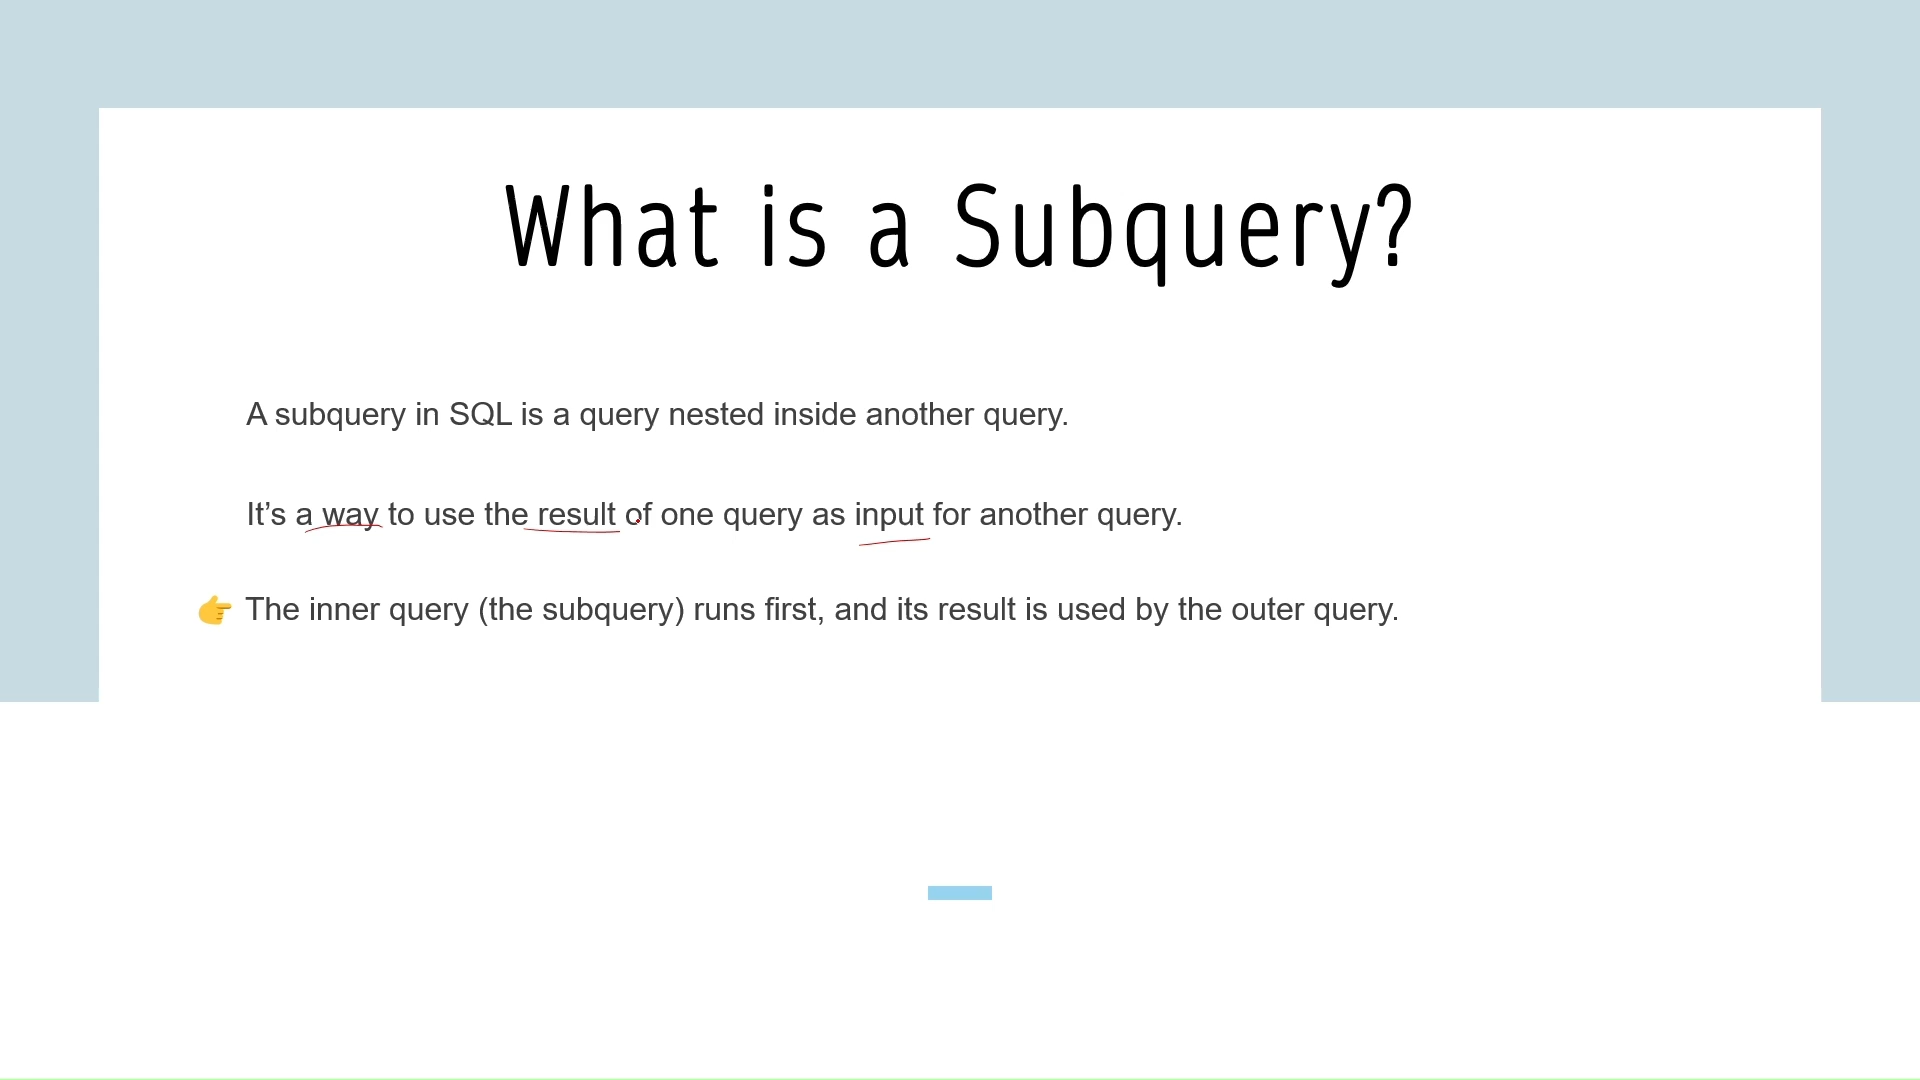 What is a Subquery?
A subquery in SQL is a query nested inside another query.
It’s a way to use the result of one query as input for another query.
👉 The inner query (the subquery) runs first, and its result is used by the outer query.